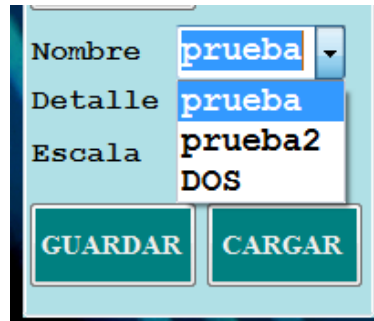 Nombre prueba
Detalle prueba
Escala prueba2
DOS
GUARDAR CARGAR